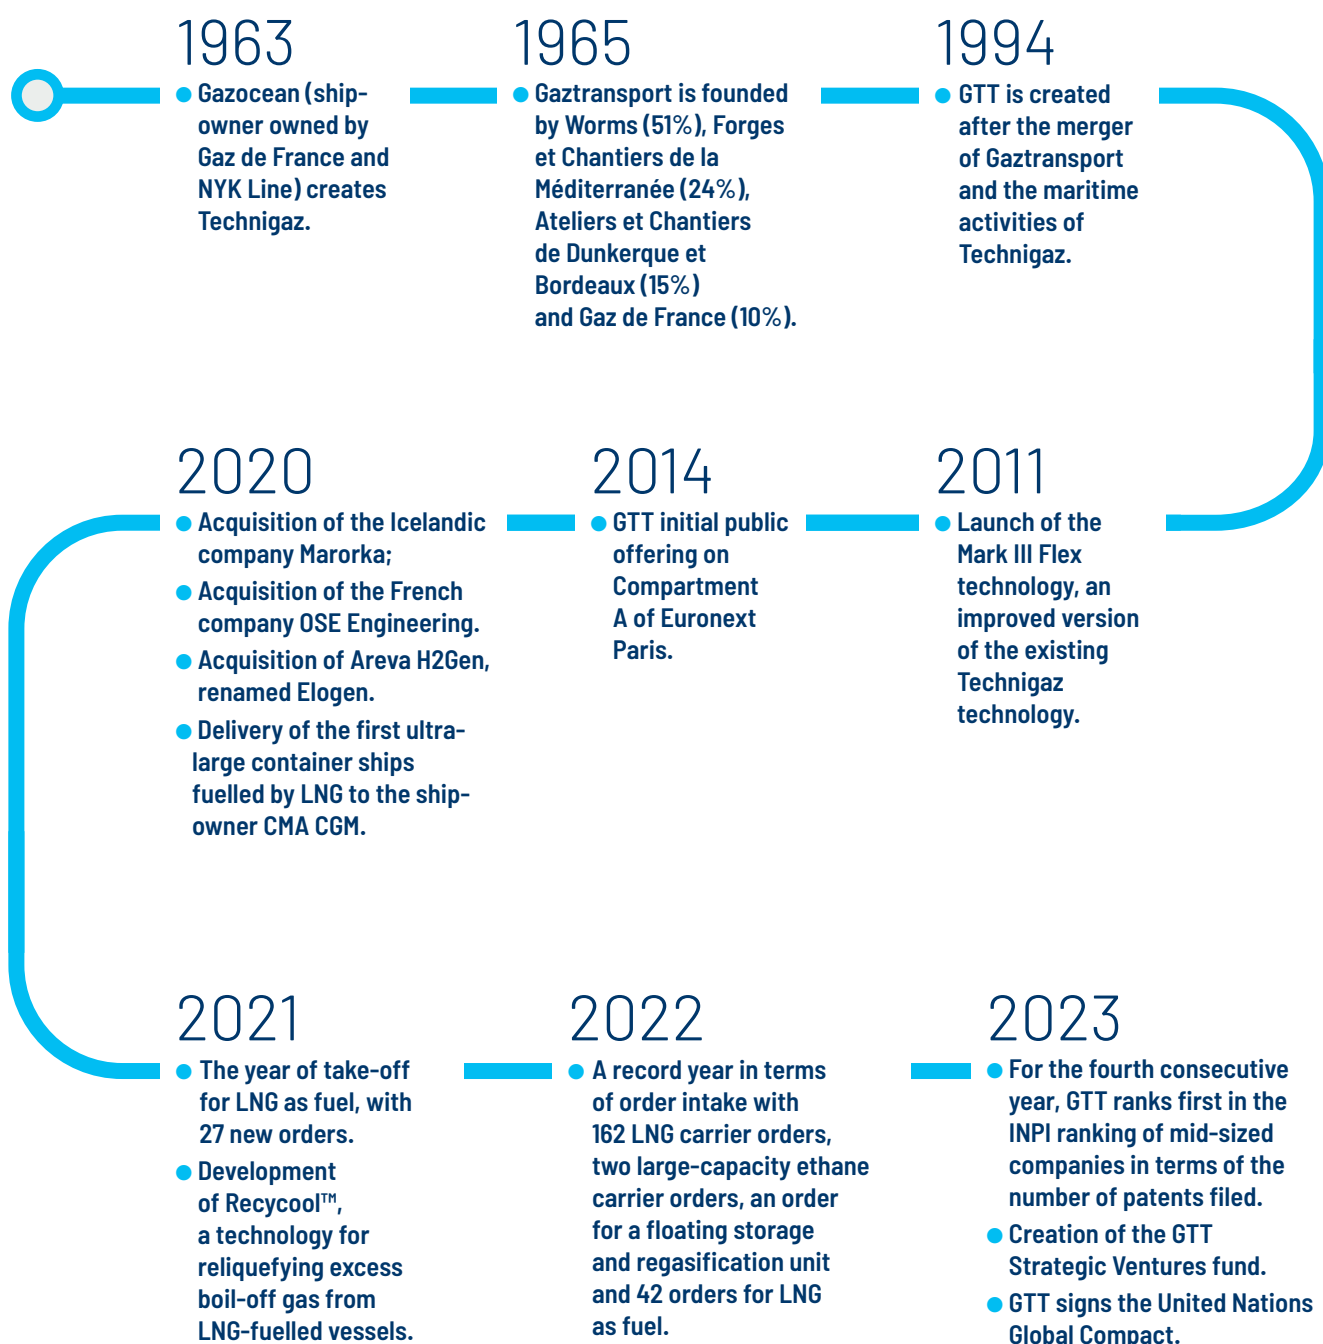 1963
Gazocean (ship-
owner owned by
Gaz de France and
NYK Line) creates
Technigaz.
1965
Gaztransport is founded
by Worms (51%), Forges
et Chantiers de la
Méditerranée (24%),
Ateliers et Chantiers
de Dunkerque et
Bordeaux (15%)
and Gaz de France (10%).
1994
GTT is created
after the merger
of Gaztransport
and the maritime
activities of
Technigaz.
2020
Acquisition of the Icelandic
company Marorka;
Acquisition of the French
company OSE Engineering.
Acquisition of Areva H2Gen,
renamed Elogen.
Delivery of the first ultra-
large container ships
fuelled by LNG to the ship-
owner CMA CGM.
2014
GTT initial public
offering on
Compartment
A of Euronext
Paris.
2011
Launch of the
Mark III Flex
technology, an
improved version
of the existing
Technigaz
technology.
2021
The year of take-off
for LNG as fuel, with
27 new orders.
Development
of Recycool™,
a technology for
reliquefying excess
boil-off gas from
LNG-fuelled vessels.
2022
A record year in terms
of order intake with
162 LNG carrier orders,
two large-capacity ethane
carrier orders, an order
for a floating storage
and regasification unit
and 42 orders for LNG
as fuel.
2023
For the fourth consecutive
year, GTT ranks first in the
INPI ranking of mid-sized
companies in terms of the
number of patents filed.
Creation of the GTT
Strategic Ventures fund.
GTT signs the United Nations
Global Compact.